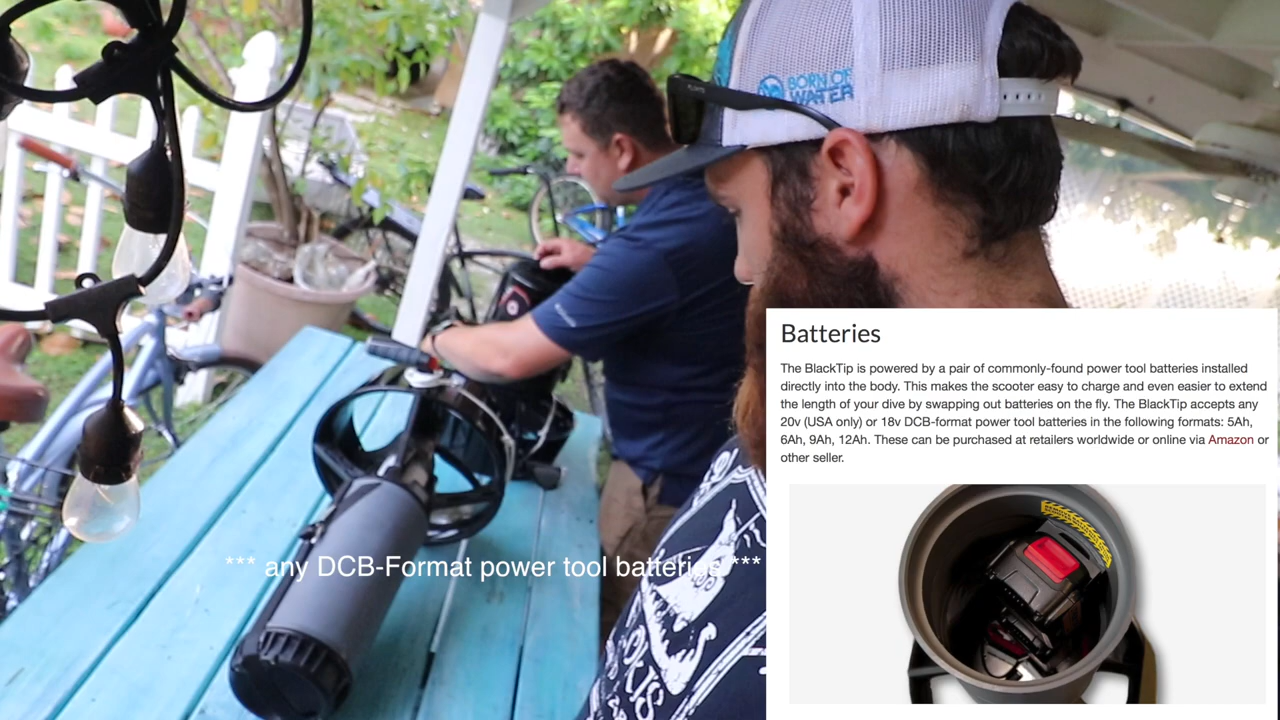 BORN OF
WATER
Batteries
The BlackTip is powered by a pair of commonly-found power tool batteries installed
directly into the body. This makes the scooter easy to charge and even easier to extend
the length of your dive by swapping out batteries on the fly. The BlackTip accepts any
20v (USA only) or 18v DCB-format power tool batteries in the following formats: 5Ah,
6Ah, 9Ah, 12Ah. These can be purchased at retailers worldwide or online via Amazon or
other seller.
*** any DCB-Format power tool batteries ***